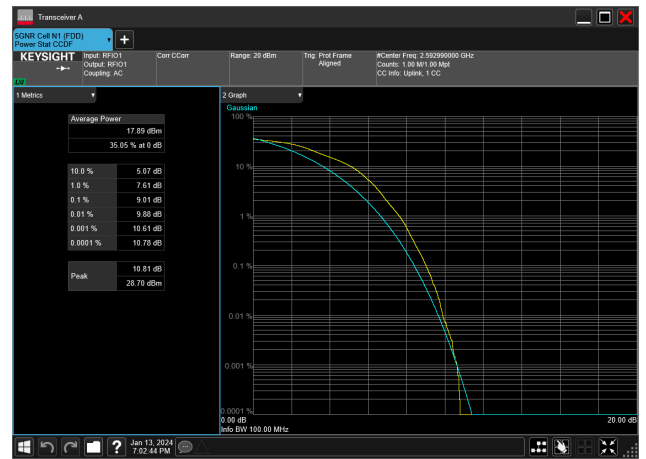 Transceiver A
5GNR Cell N1 (FDD)
Power Stat CCDF
KEYSIGHT
Input: RFIO1
Output: RFIO1
Coupling: AC
Corr CCorr
Range: 20 dBm
Trig: Prot Frame
Aligned
#Center Freq: 2.592990000 GHz
Counts: 1.00 M/1.00 Mpt
CC Info: Uplink, 1 CC
1 Metrics
Average Power
17.89 dBm
35.05 % at 0 dB
10.0 % 5.07 dB
1.0 % 7.61 dB
0.1 % 9.01 dB
0.01 % 9.88 dB
0.001 % 10.61 dB
0.0001 % 10.78 dB
Peak
10.81 dB
28.70 dBm
2 Graph
Gaussian
100 %
10 %
1 %
0.1 %
0.01 %
0.001 %
0.0001 %
0.00 dB
20.00 dB
Info BW 100.00 MHz
?
Jan 13, 2024
7:02:44 PM